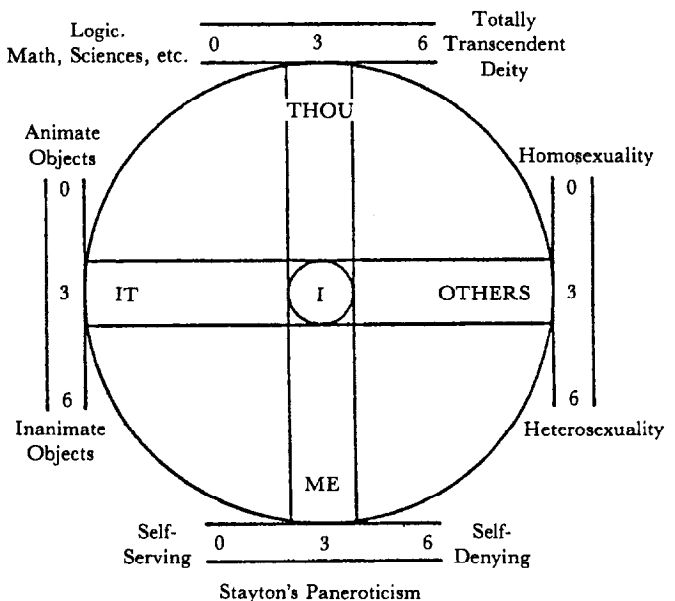 Logic.
Math, Sciences, etc.
0 3 6
Totally
Transcendent
Deity
THOU
Animate
Objects
0
3
6
Inanimate
Objects
Homosexuality
0
3
6
Heterosexuality
IT
I
OTHERS
ME
Self-
Serving
0 3 6
Self-
Denying
Stayton's Paneroticism